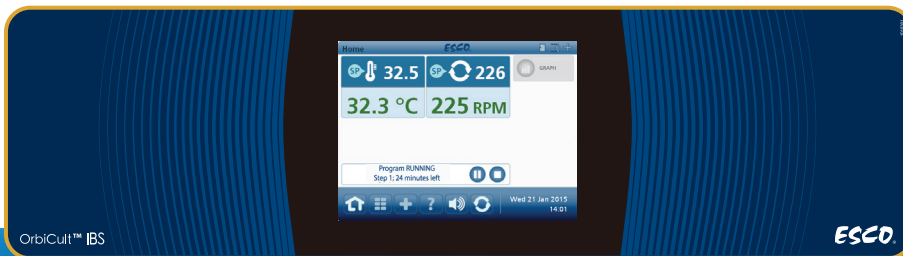 Home
ESCO
SP 32.5
SP 226
GRAPH
32.3 °C
225 RPM
Program RUNNING
Step 1; 24 minutes left
?
Wed 21 Jan 2015
14:01
OrbiCult™ IBS
ESCO.